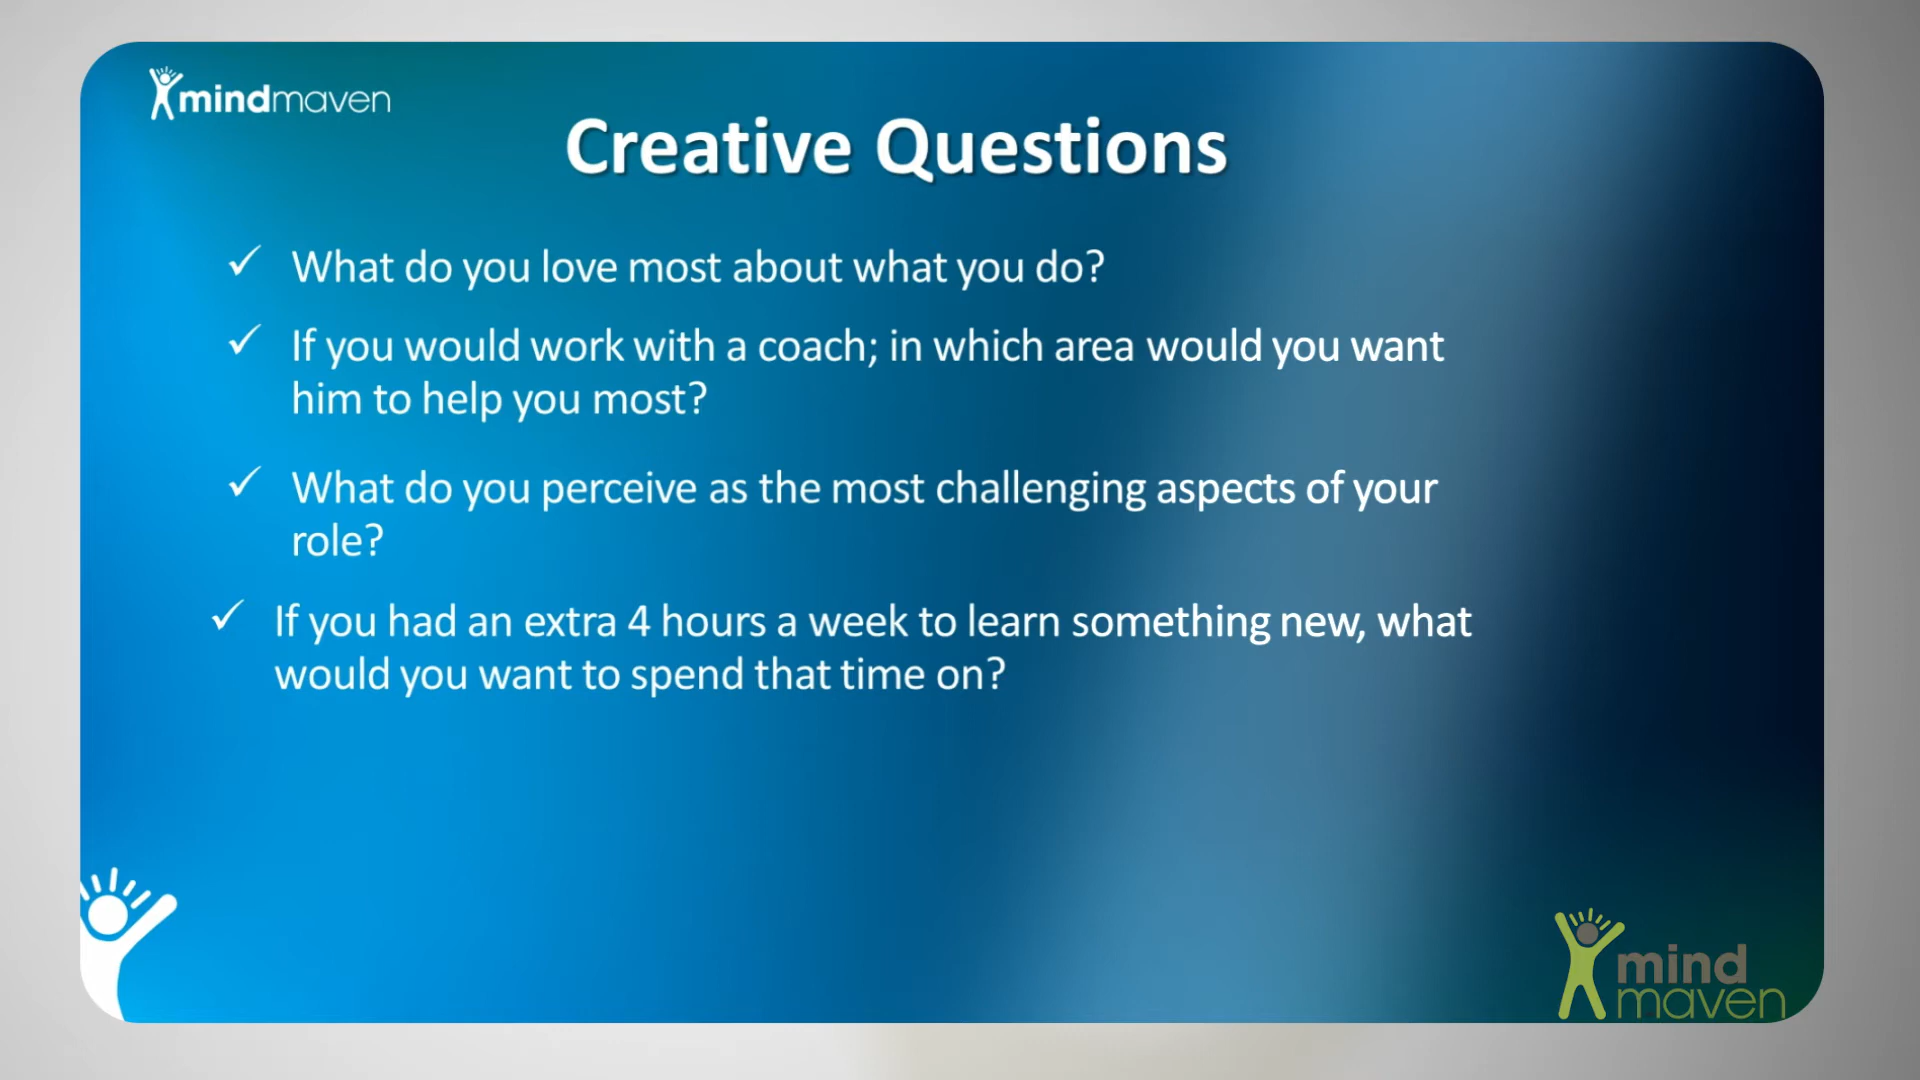 mindmaven
Creative Questions
✓ What do you love most about what you do?
✓ If you would work with a coach; in which area would you want
him to help you most?
✓ What do you perceive as the most challenging aspects of your
role?
✓ If you had an extra 4 hours a week to learn something new, what
would you want to spend that time on?
mind
maven